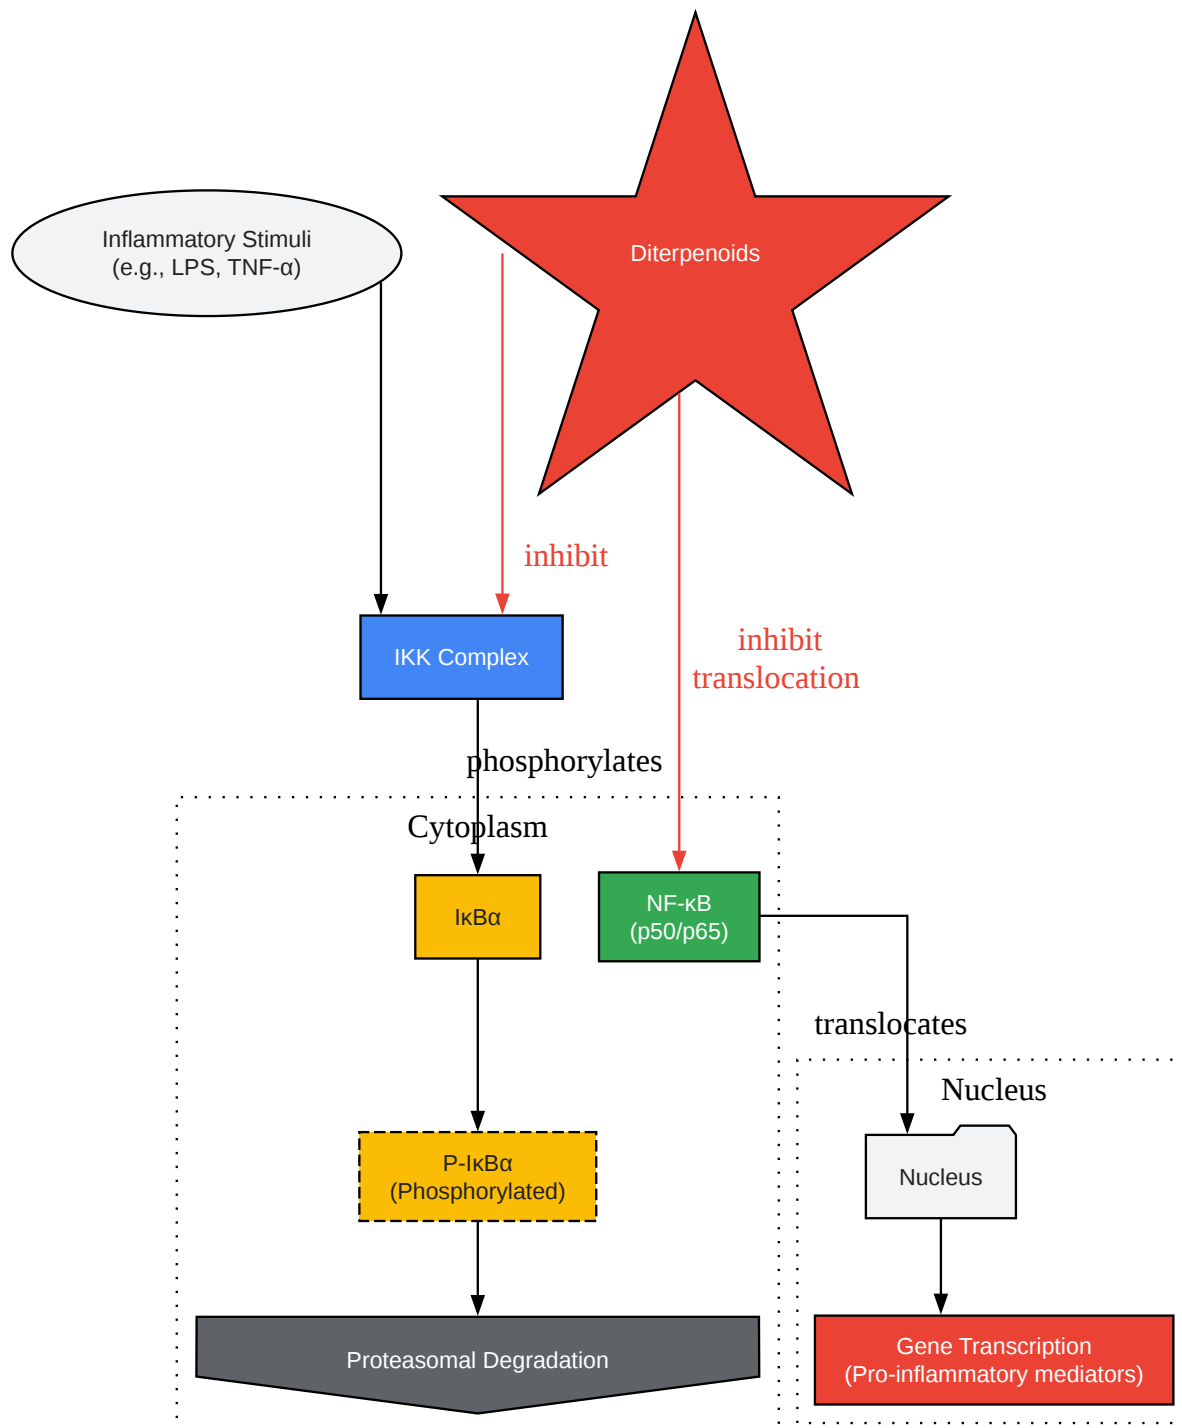 Inflammatory Stimuli
(e.g., LPS, TNF-α)
Diterpenoids
inhibit
IKK Complex
inhibit
translocation
phosphorylates
Cytoplasm
IκBα
NF-κB
(p50/p65)
translocates
Nucleus
P-IκBα
(Phosphorylated)
Nucleus
Proteasomal Degradation
Gene Transcription
(Pro-inflammatory mediators)